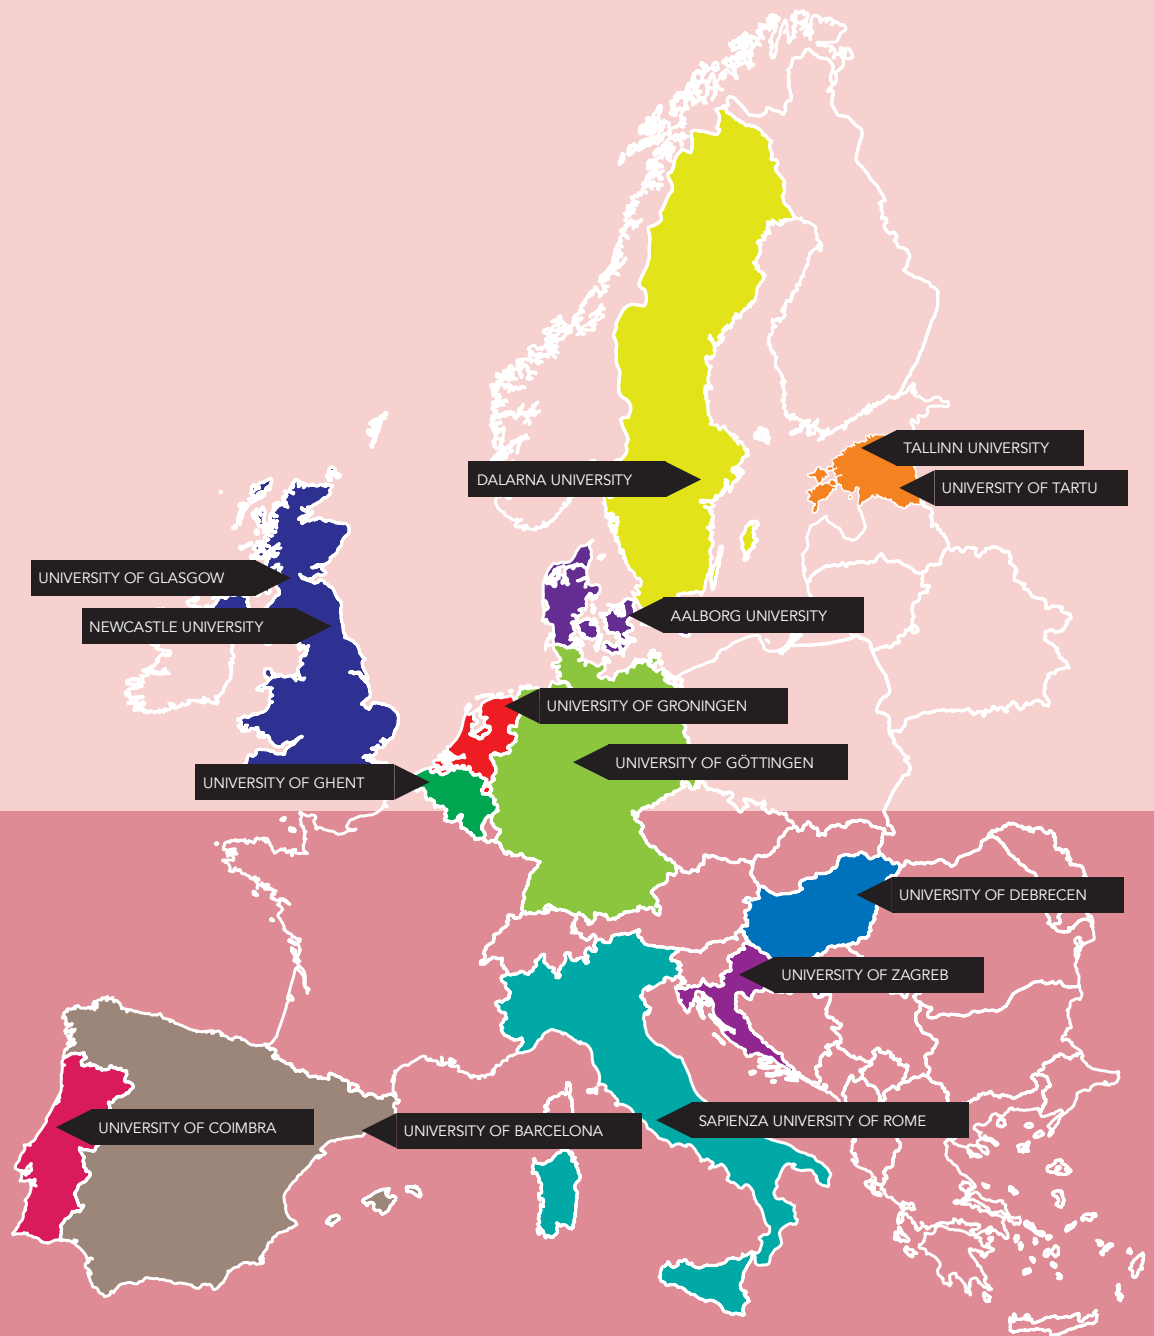 TALLINN UNIVERSITY
DALARNA UNIVERSITY
UNIVERSITY OF TARTU
UNIVERSITY OF GLASGOW
AALBORG UNIVERSITY
NEWCASTLE UNIVERSITY
UNIVERSITY OF GRONINGEN
UNIVERSITY OF GÖTTINGEN
UNIVERSITY OF GHENT
UNIVERSITY OF DEBRECEN
UNIVERSITY OF ZAGREB
SAPIENZA UNIVERSITY OF ROME
UNIVERSITY OF COIMBRA
UNIVERSITY OF BARCELONA